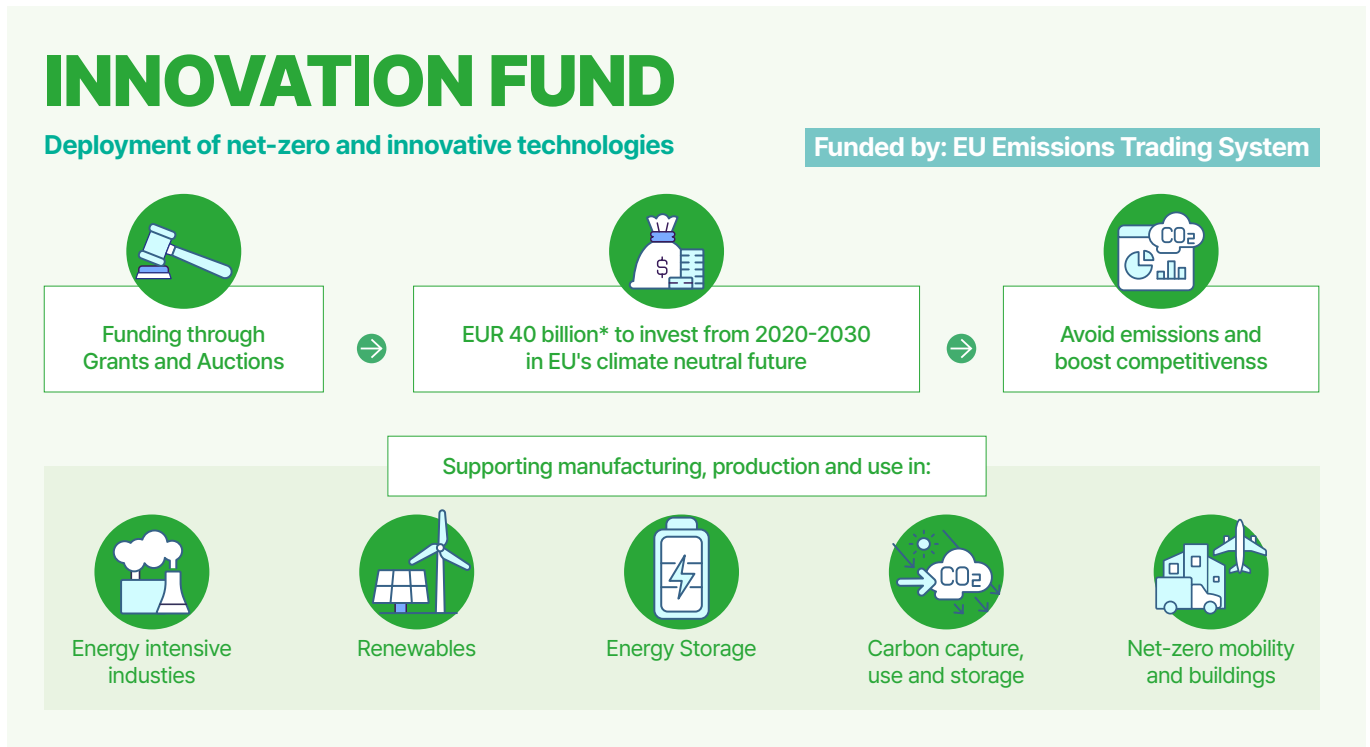 INNOVATION FUND
Deployment of net-zero and innovative technologies
Funded by: EU Emissions Trading System
$
CO2
Funding through
Grants and Auctions
EUR 40 billion* to invest from 2020-2030
in EU's climate neutral future
Avoid emissions and
boost competitivenss
Supporting manufacturing, production and use in:
CO2
Energy intensive
industies
Renewables
Energy Storage
Carbon capture,
use and storage
Net-zero mobility
and buildings